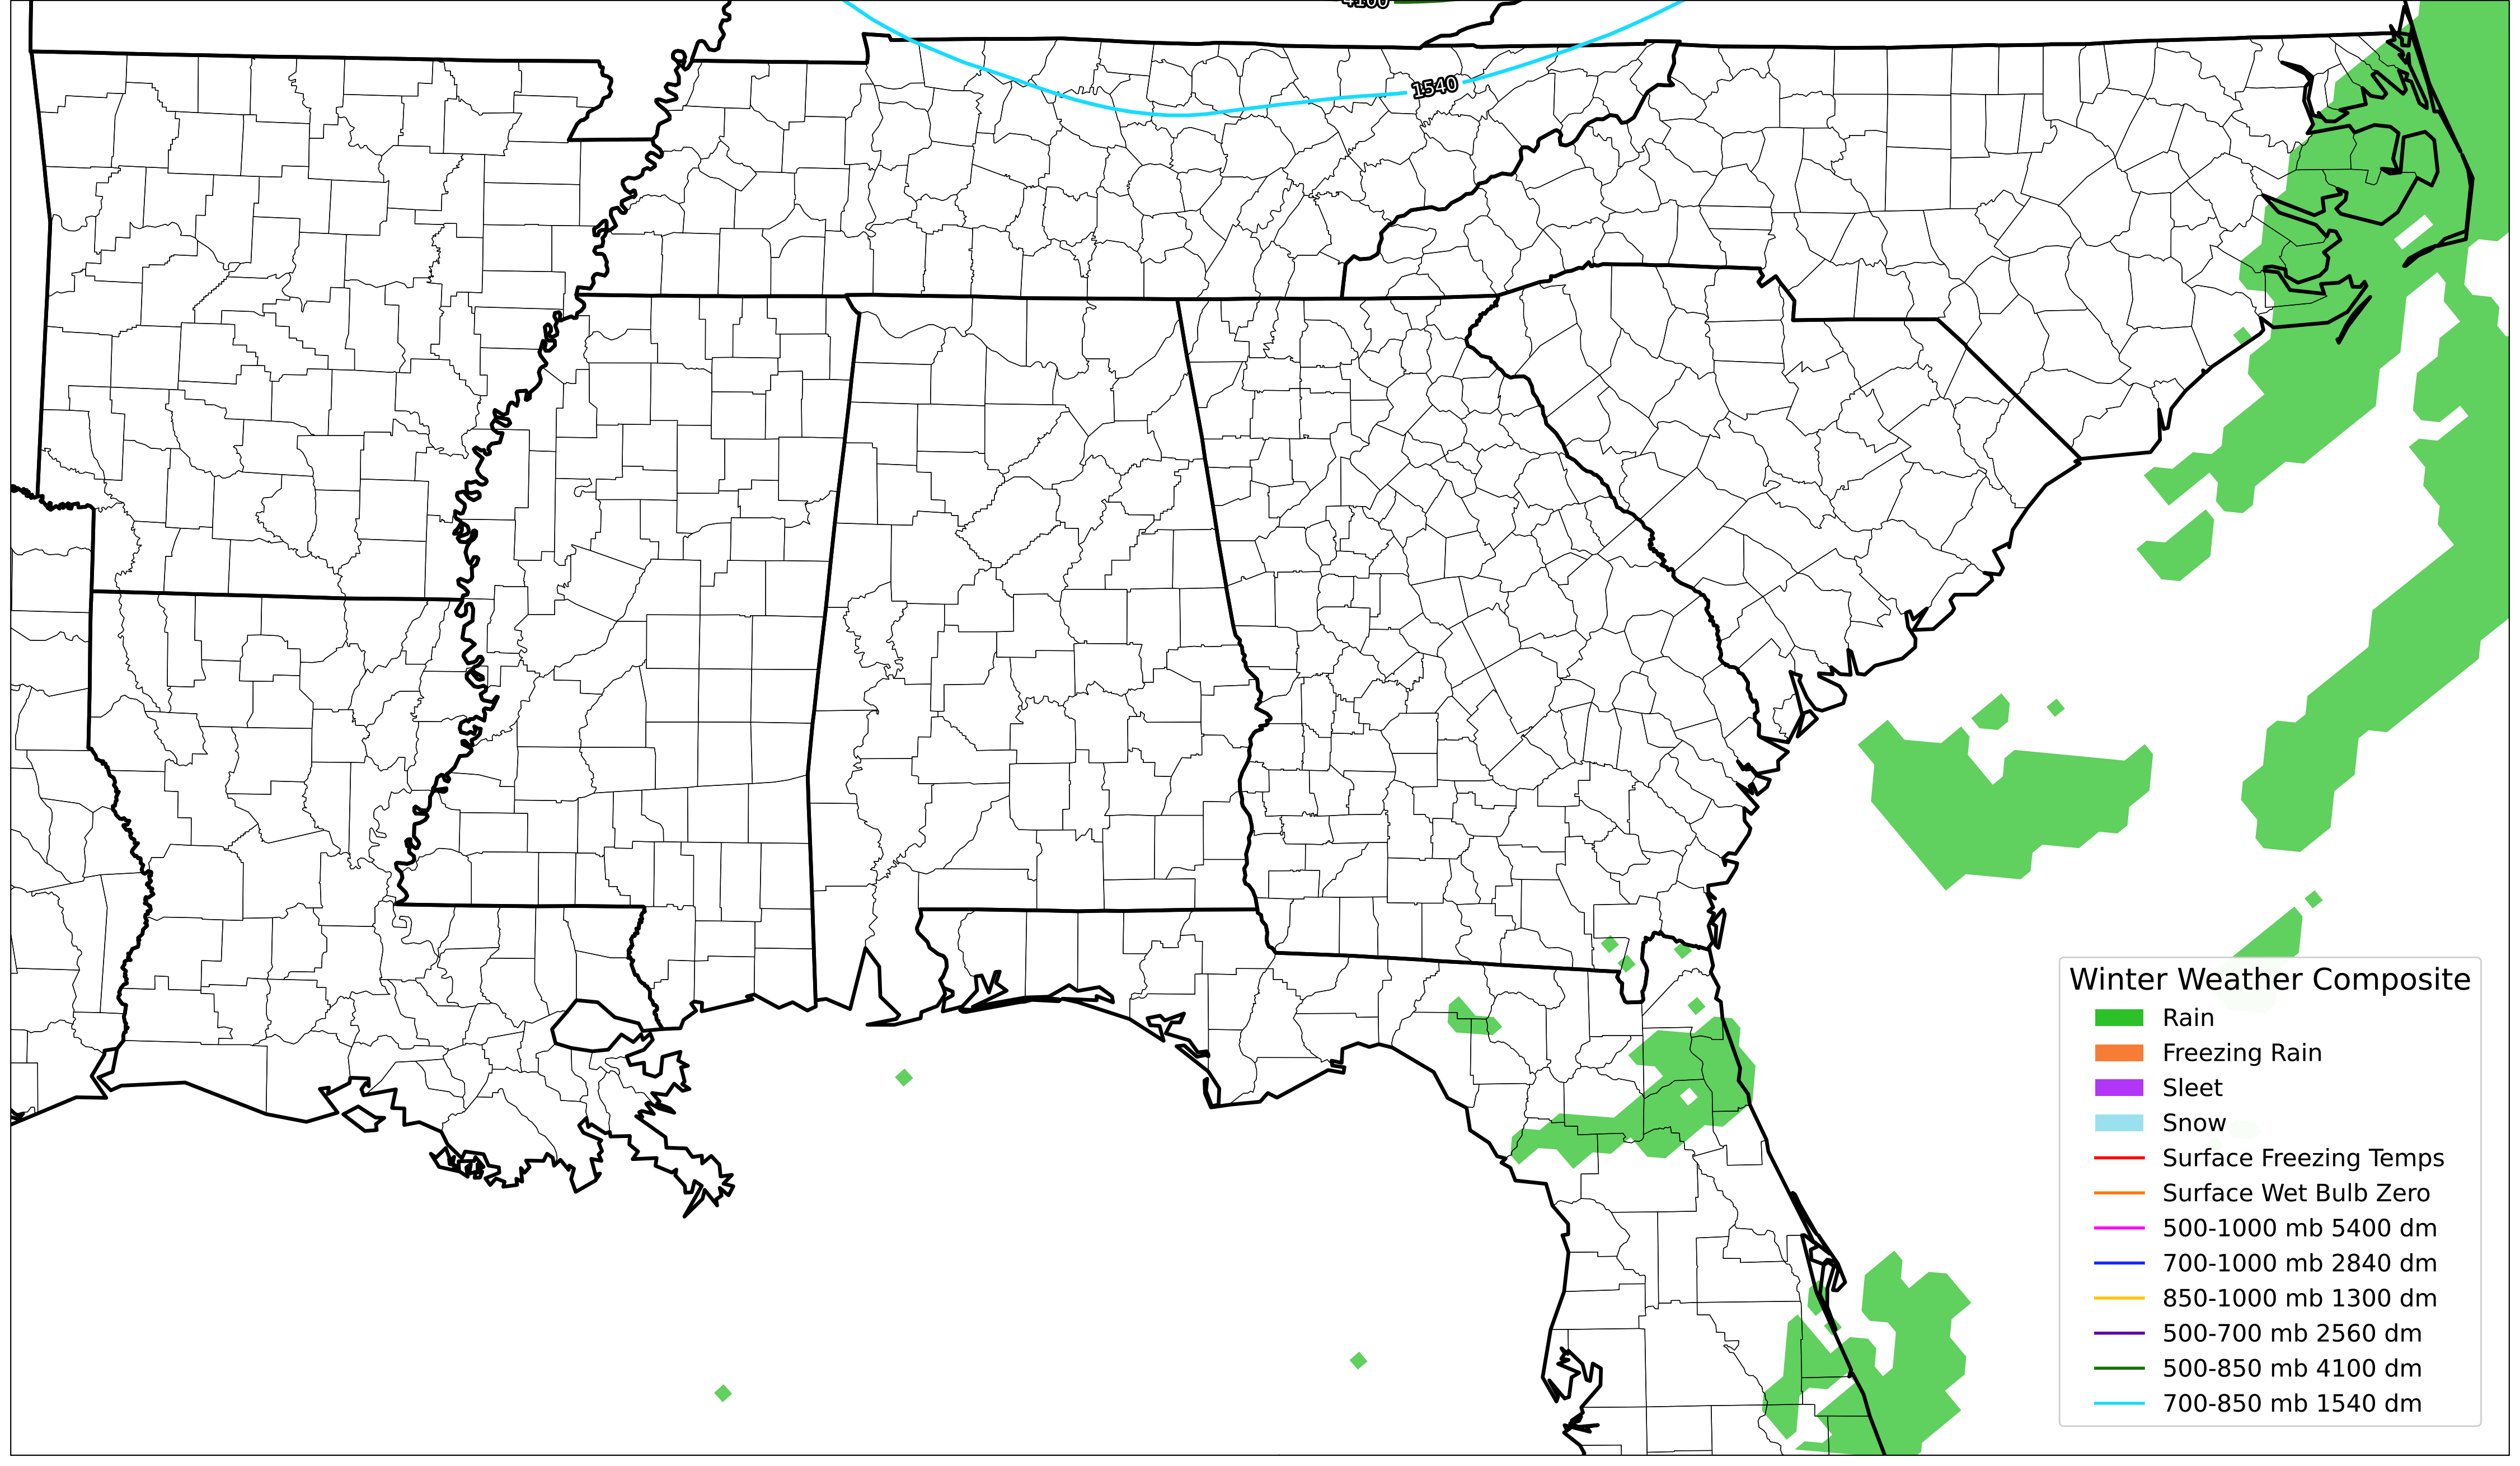 4100
1540
Winter Weather Composite
Rain
Freezing Rain
Sleet
Snow
Surface Freezing Temps
Surface Wet Bulb Zero
500-1000 mb 5400 dm
700-1000 mb 2840 dm
850-1000 mb 1300 dm
500-700 mb 2560 dm
500-850 mb 4100 dm
700-850 mb 1540 dm